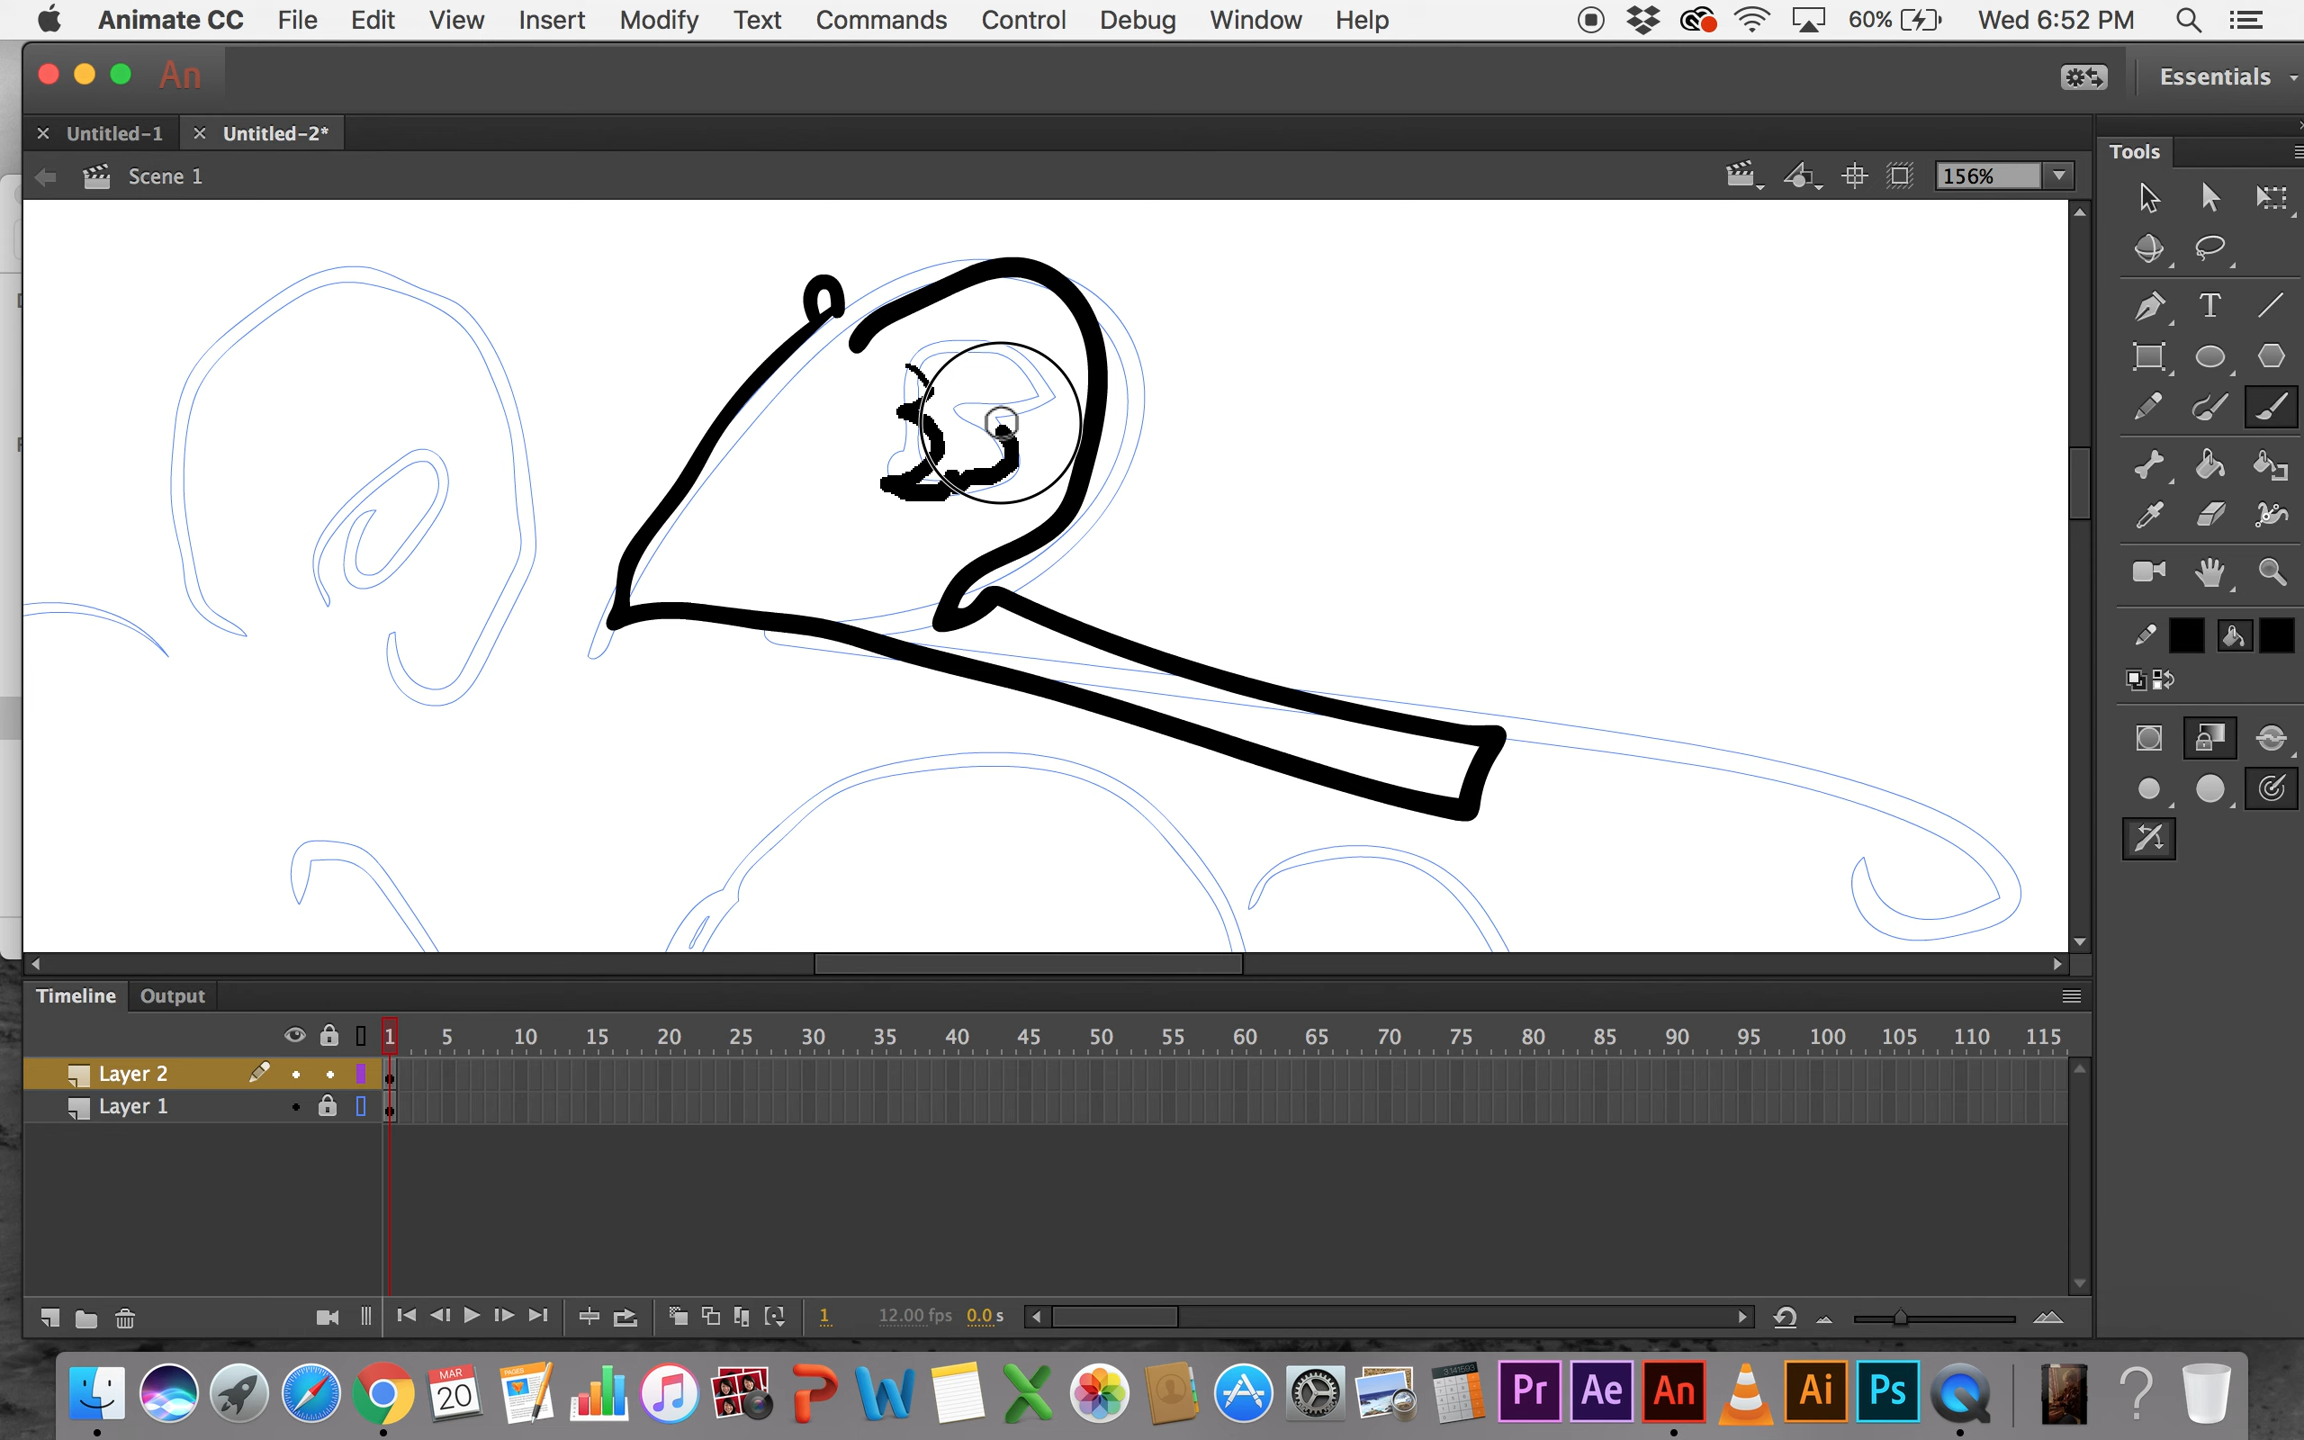 Animate CC File Edit View Insert Modify Text Commands Control Debug Window Help 60% Wed 6:52 PM
An Essentials
Untitled-1 Untitled-2*
Scene 1 156%
Tools
T
Timeline Output
1 5 10 15 20 25 30 35 40 45 50 55 60 65 70 75 80 85 90 95 100 105 110 115
Layer 2
Layer 1
1 12.00 fps 0.0 s
MAR
20
PAGES
3.141593
Pr Ae An Ai Ps